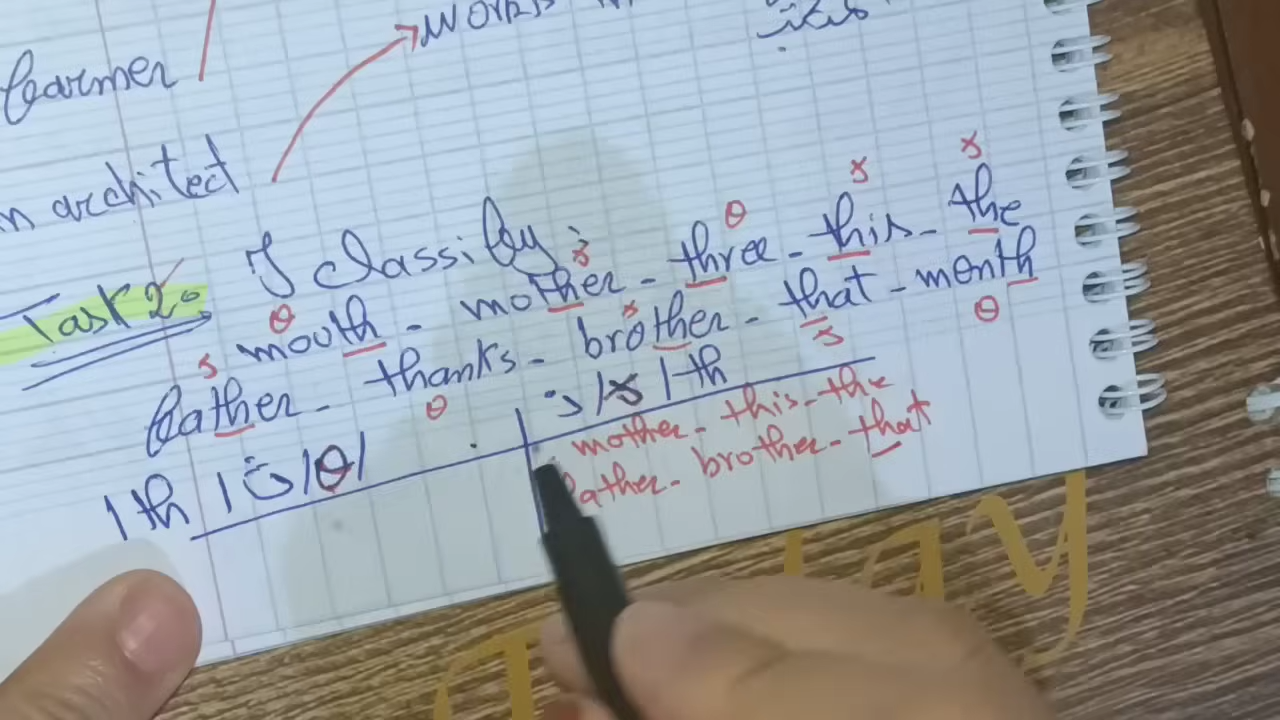 farmer
works
n architect
Task 2. I classify:
mouth - mother - three - this - the
father - thanks - brother - that - month
/th/ ث /θ/
ذ /ð/ th
mother - this - the
father - brother - that